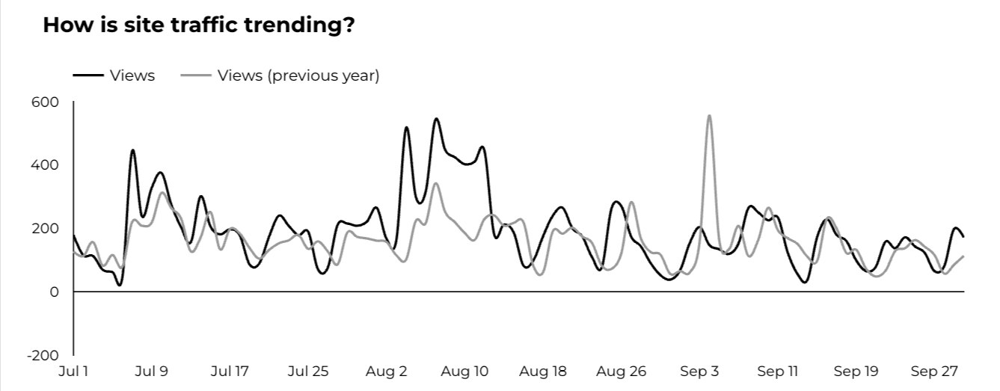 How is site traffic trending?
Views Views (previous year)
600
400
200
0
-200
Jul 1 Jul 9 Jul 17 Jul 25 Aug 2 Aug 10 Aug 18 Aug 26 Sep 3 Sep 11 Sep 19 Sep 27